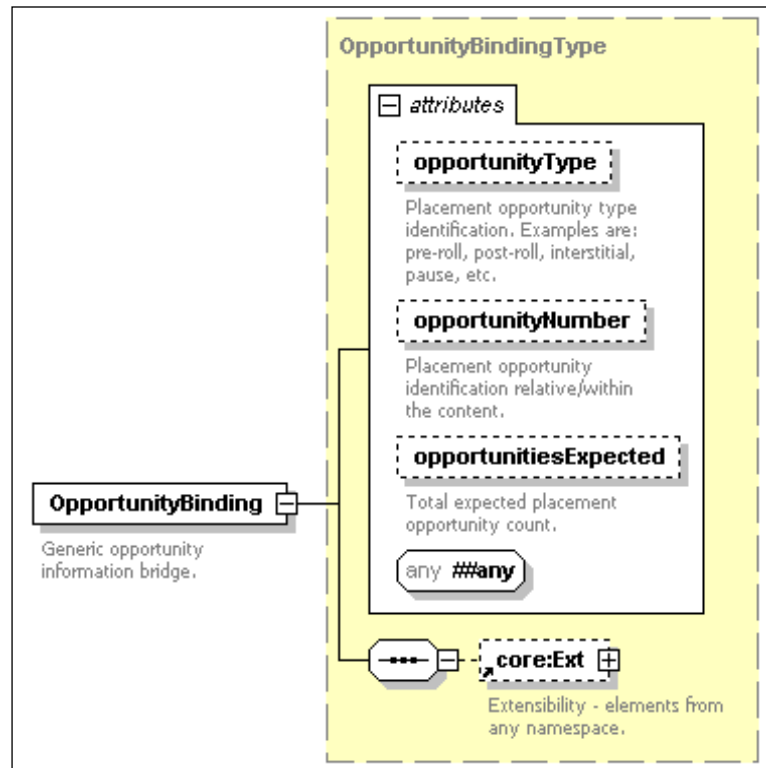 OpportunityBindingType
attributes
opportunityType
Placement opportunity type
identification. Examples are:
pre-roll, post-roll, interstitial,
pause, etc.
opportunityNumber
Placement opportunity
identification relative/within
the content.
opportunitiesExpected
Total expected placement
opportunity count.
any ##any
OpportunityBinding
Generic opportunity
information bridge.
core:Ext
Extensibility - elements from
any namespace.